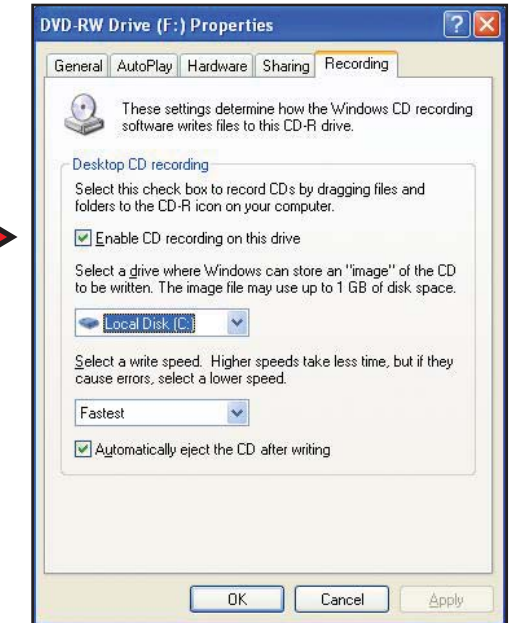 DVD-RW Drive (F:) Properties
General AutoPlay Hardware Sharing Recording
These settings determine how the Windows CD recording
software writes files to this CD-R drive.
Desktop CD recording
Select this check box to record CDs by dragging files and
folders to the CD-R icon on your computer.
Enable CD recording on this drive
Select a drive where Windows can store an "image" of the CD
to be written. The image file may use up to 1 GB of disk space.
Local Disk (C:)
Select a write speed. Higher speeds take less time, but if they
cause errors, select a lower speed.
Fastest
Automatically eject the CD after writing
OK Cancel Apply